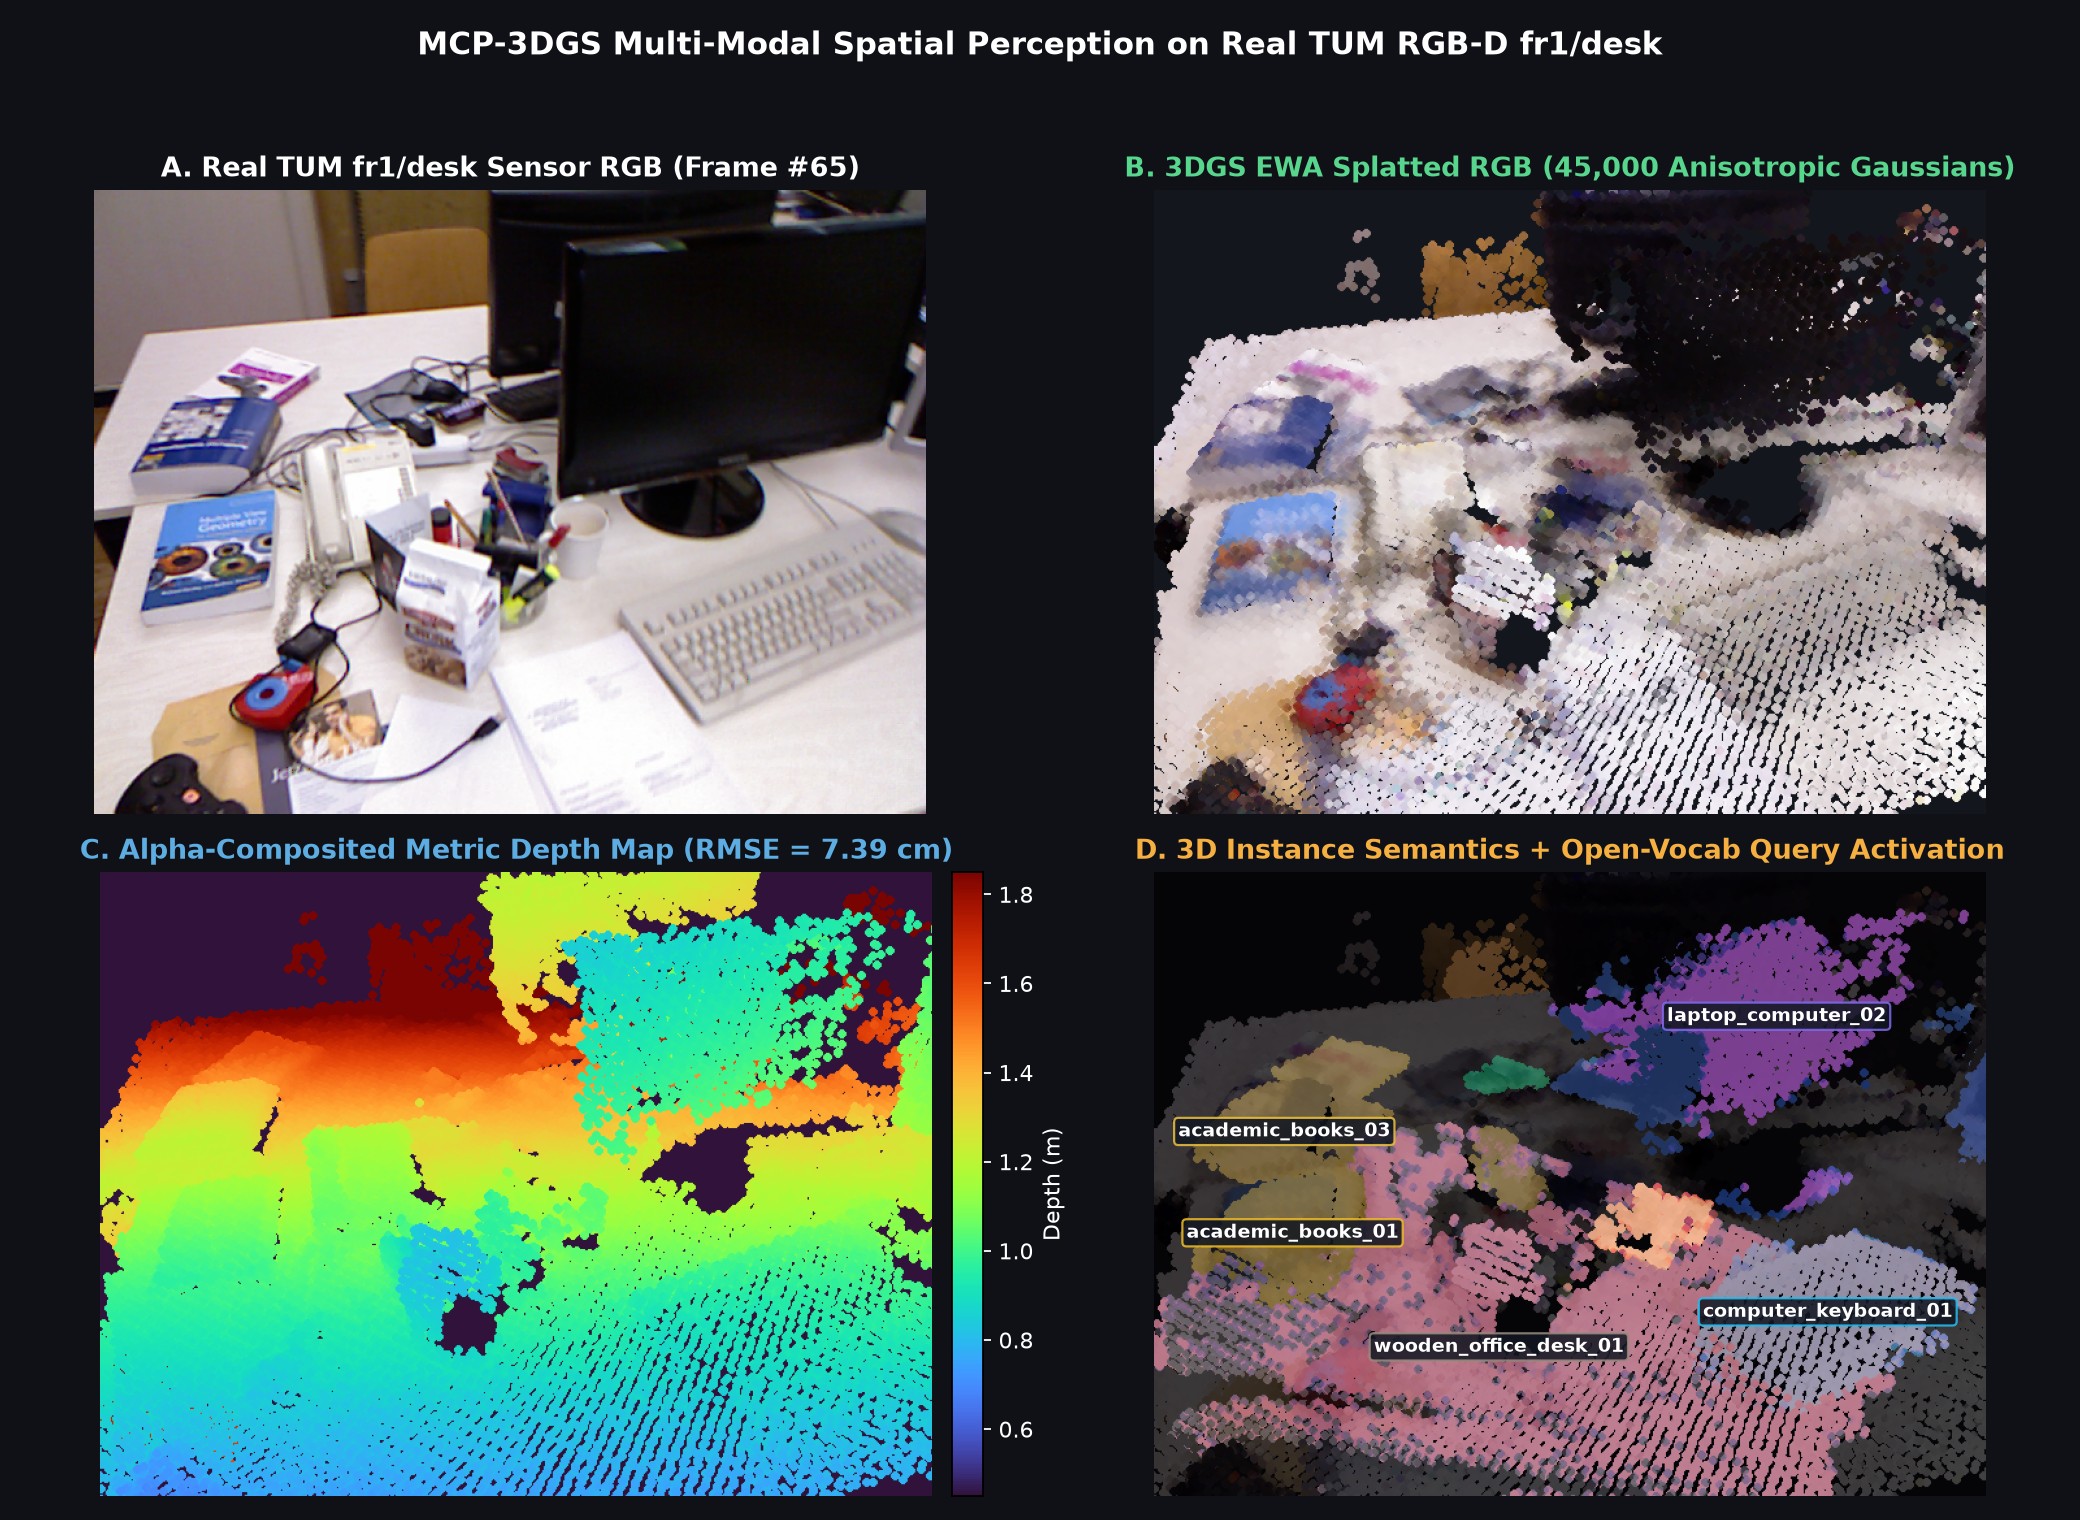 MCP-3DGS Multi-Modal Spatial Perception on Real TUM RGB-D fr1/desk
A. Real TUM fr1/desk Sensor RGB (Frame #65)
B. 3DGS EWA Splatted RGB (45,000 Anisotropic Gaussians)
Multiple View
Geometry
C. Alpha-Composited Metric Depth Map (RMSE = 7.39 cm)
1.8
1.6
1.4
1.2
1.0
0.8
0.6
Depth (m)
D. 3D Instance Semantics + Open-Vocab Query Activation
laptop_computer_02
academic_books_03
academic_books_01
computer_keyboard_01
wooden_office_desk_01